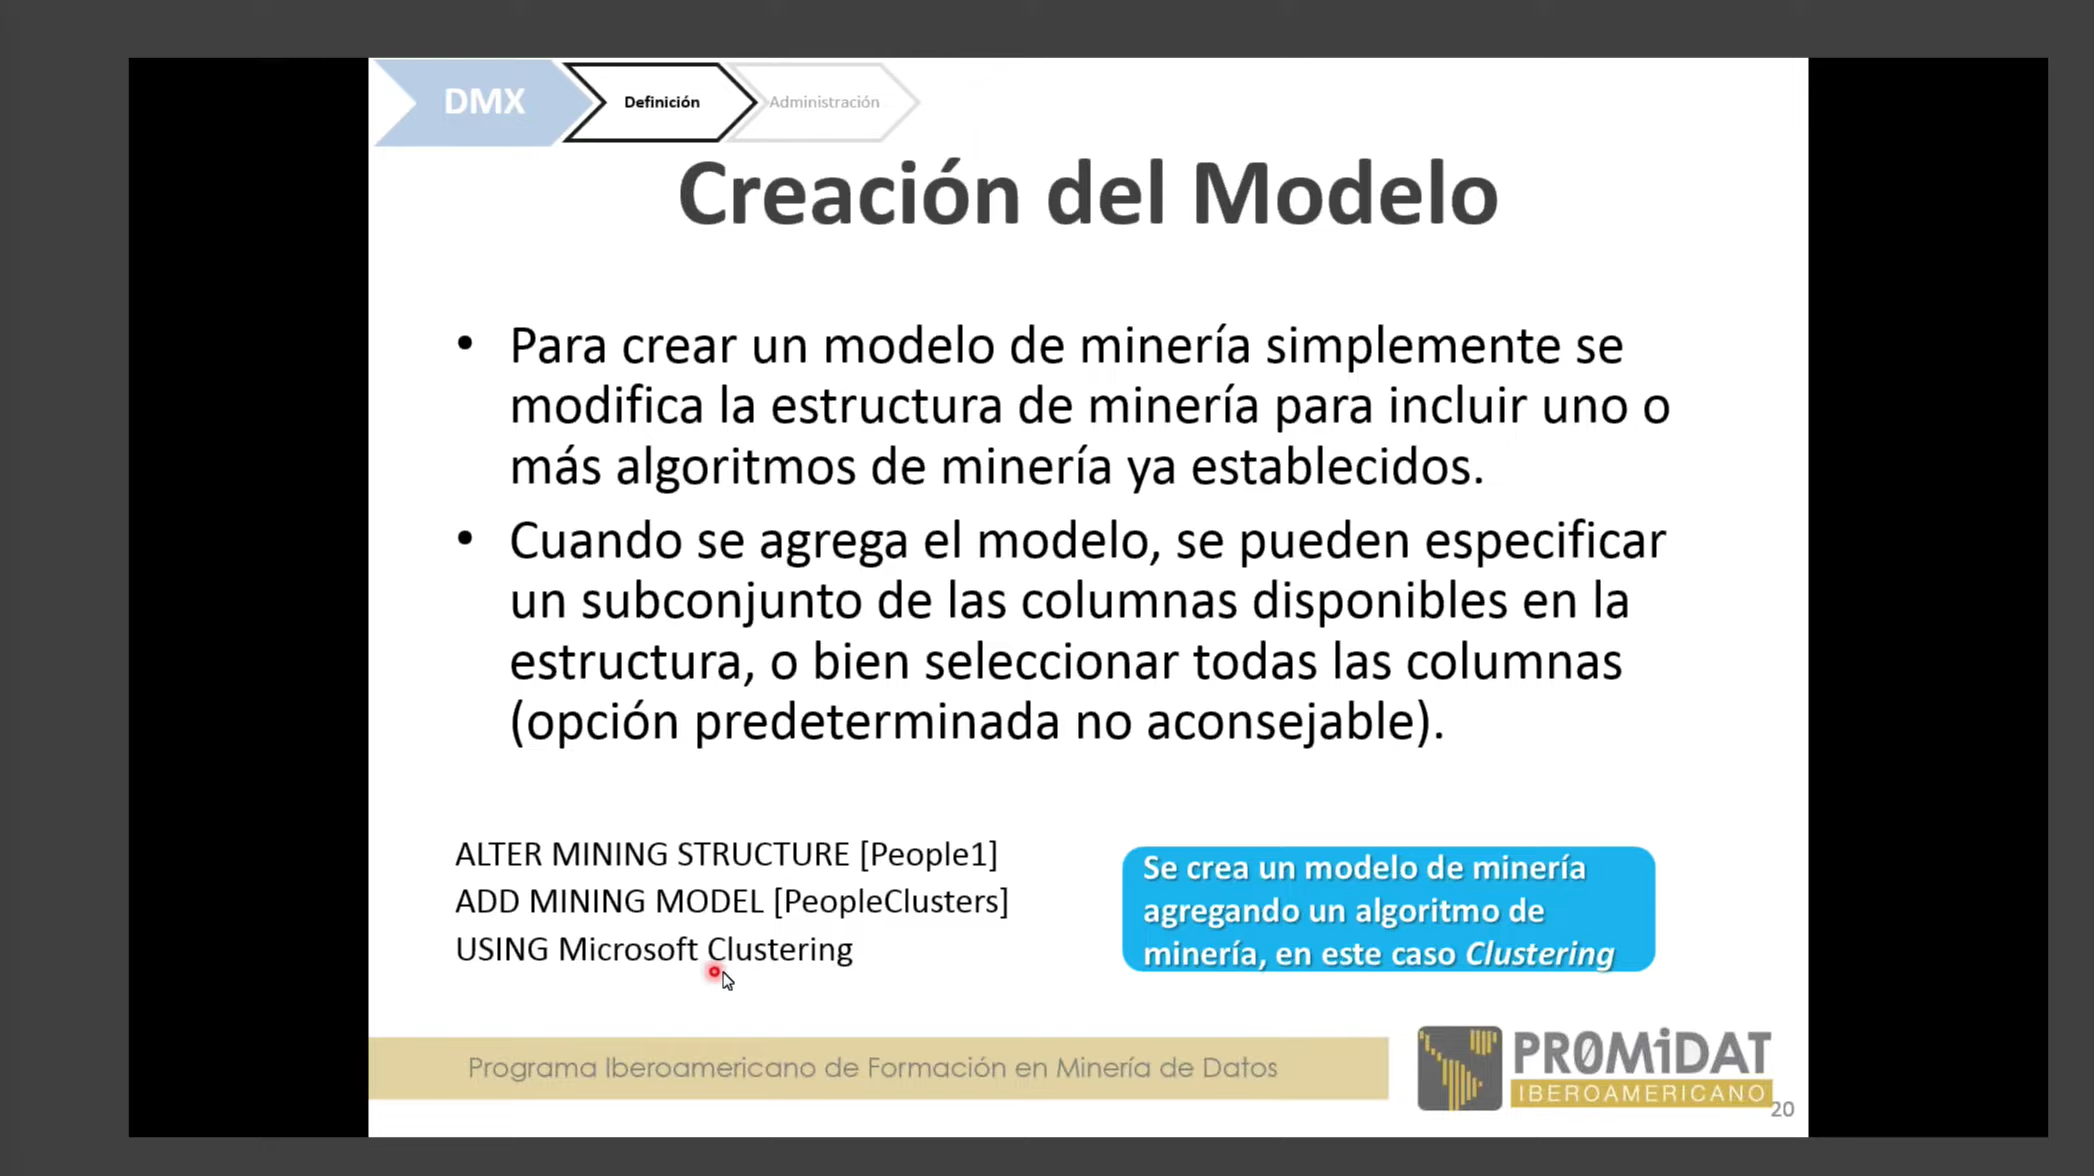 DMX
Definición
Administración
Creación del Modelo
• Para crear un modelo de minería simplemente se
modifica la estructura de minería para incluir uno o
más algoritmos de minería ya establecidos.
• Cuando se agrega el modelo, se pueden especificar
un subconjunto de las columnas disponibles en la
estructura, o bien seleccionar todas las columnas
(opción predeterminada no aconsejable).
ALTER MINING STRUCTURE [People1]
ADD MINING MODEL [PeopleClusters]
USING Microsoft Clustering
Se crea un modelo de minería
agregando un algoritmo de
minería, en este caso Clustering
Programa Iberoamericano de Formación en Minería de Datos
PR0MiDAT
IBEROAMERICANO
20